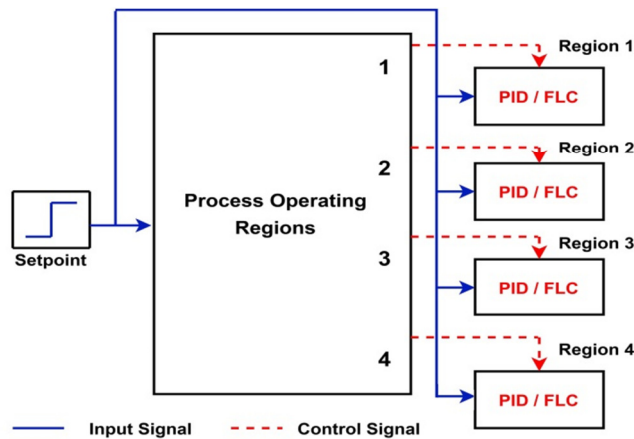 1
Region 1
PID / FLC
2
Region 2
PID / FLC
Process Operating
Regions
Setpoint
3
Region 3
PID / FLC
4
Region 4
PID / FLC
Input Signal
Control Signal